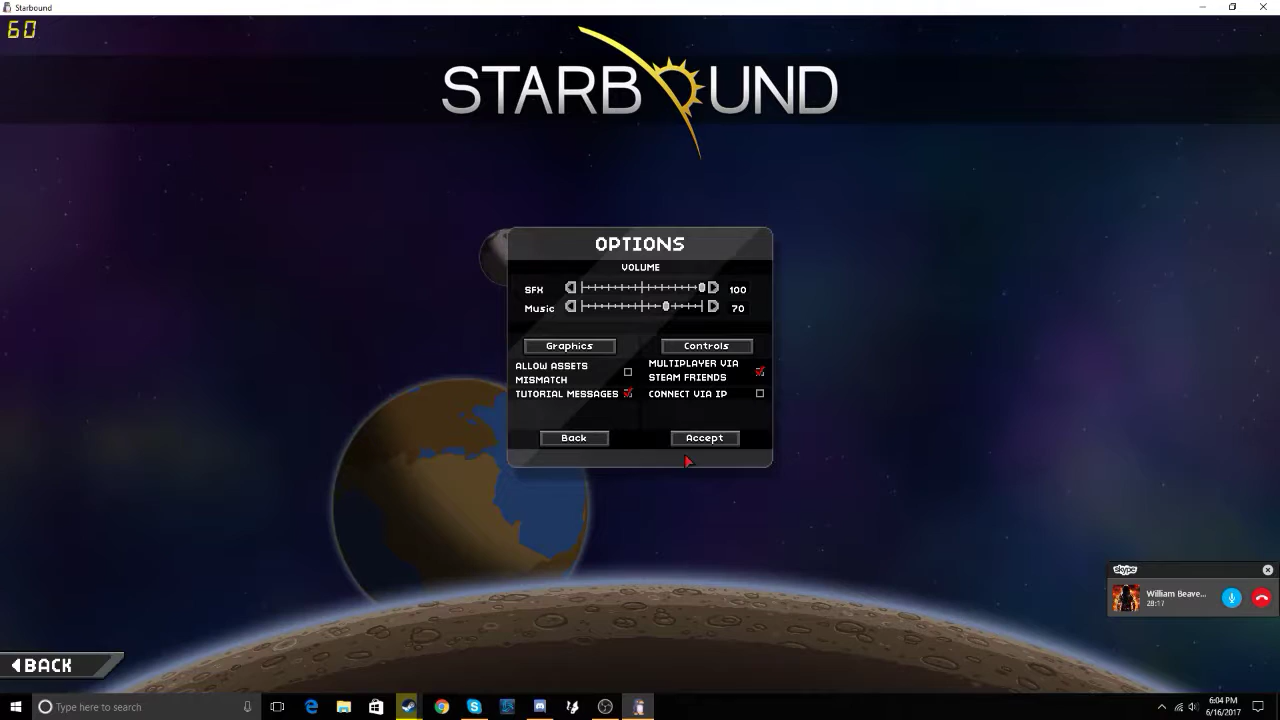 Starbound
60
STARBOUND
OPTIONS
VOLUME
SFX 100
Music 70
Graphics Controls
ALLOW ASSETS MISMATCH
MULTIPLAYER VIA STEAM FRIENDS
TUTORIAL MESSAGES
CONNECT VIA IP
Back Accept
skype
William Beave...
28:17
BACK
Type here to search
6:04 PM
6/16/2017